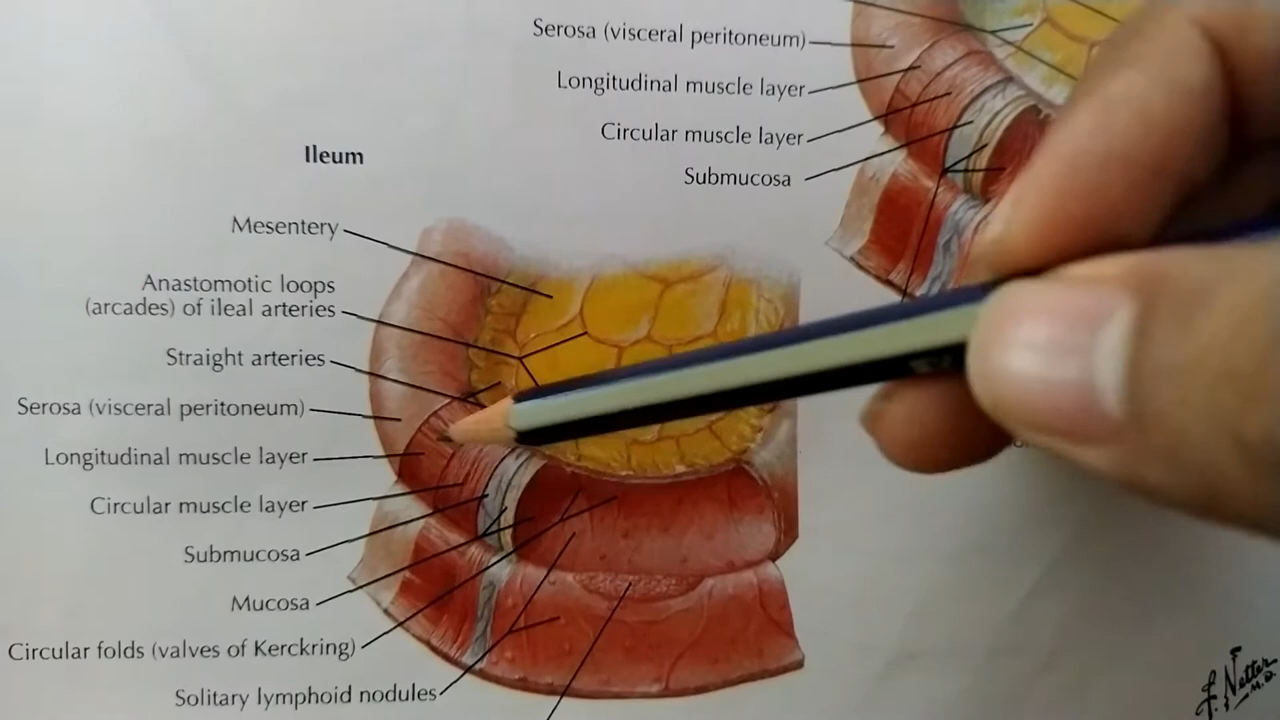 Serosa (visceral peritoneum)
Longitudinal muscle layer
Circular muscle layer
Submucosa
Ileum
Mesentery
Anastomotic loops
(arcades) of ileal arteries
Straight arteries
Serosa (visceral peritoneum)
Longitudinal muscle layer
Circular muscle layer
Submucosa
Mucosa
Circular folds (valves of Kerckring)
Solitary lymphoid nodules
F. Netter
M.D.